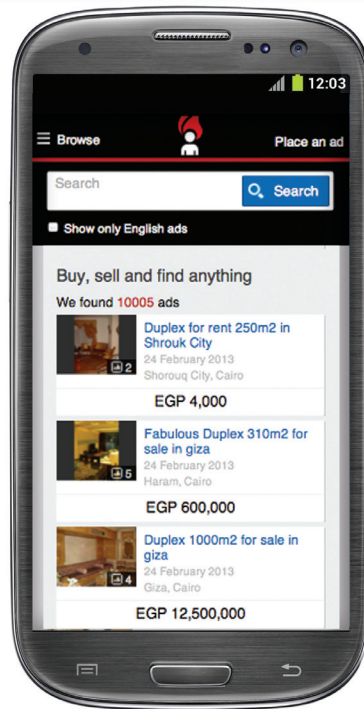 12:03
Browse
Place an ad
Search
Search
Show only English ads
Buy, sell and find anything
We found 10005 ads
2
Duplex for rent 250m2 in
Shrouk City
24 February 2013
Shorouq City, Cairo
EGP 4,000
5
Fabulous Duplex 310m2 for
sale in giza
24 February 2013
Haram, Cairo
EGP 600,000
4
Duplex 1000m2 for sale in
giza
24 February 2013
Giza, Cairo
EGP 12,500,000